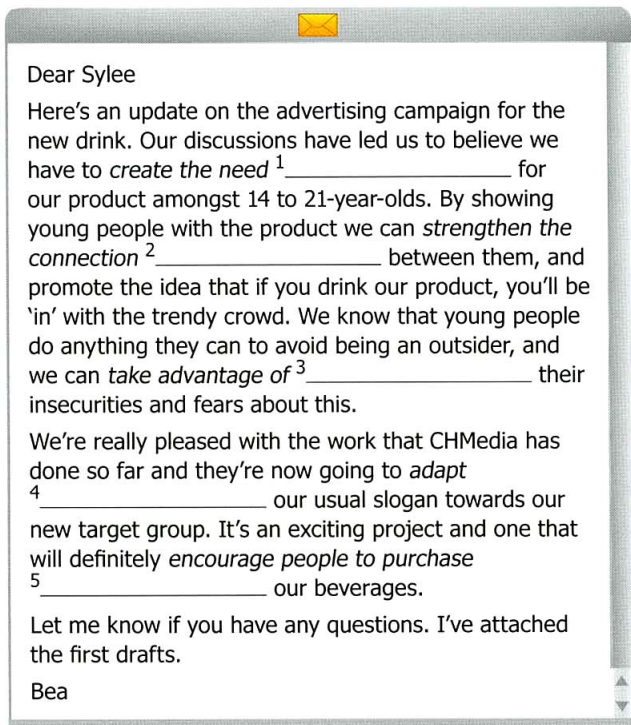 Dear Sylee
Here's an update on the advertising campaign for the
new drink. Our discussions have led us to believe we
have to create the need 1______________ for
our product amongst 14 to 21-year-olds. By showing
young people with the product we can strengthen the
connection 2______________ between them, and
promote the idea that if you drink our product, you'll be
'in' with the trendy crowd. We know that young people
do anything they can to avoid being an outsider, and
we can take advantage of 3______________ their
insecurities and fears about this.
We're really pleased with the work that CHMedia has
done so far and they're now going to adapt
4______________ our usual slogan towards our
new target group. It's an exciting project and one that
will definitely encourage people to purchase
5______________ our beverages.
Let me know if you have any questions. I've attached
the first drafts.
Bea